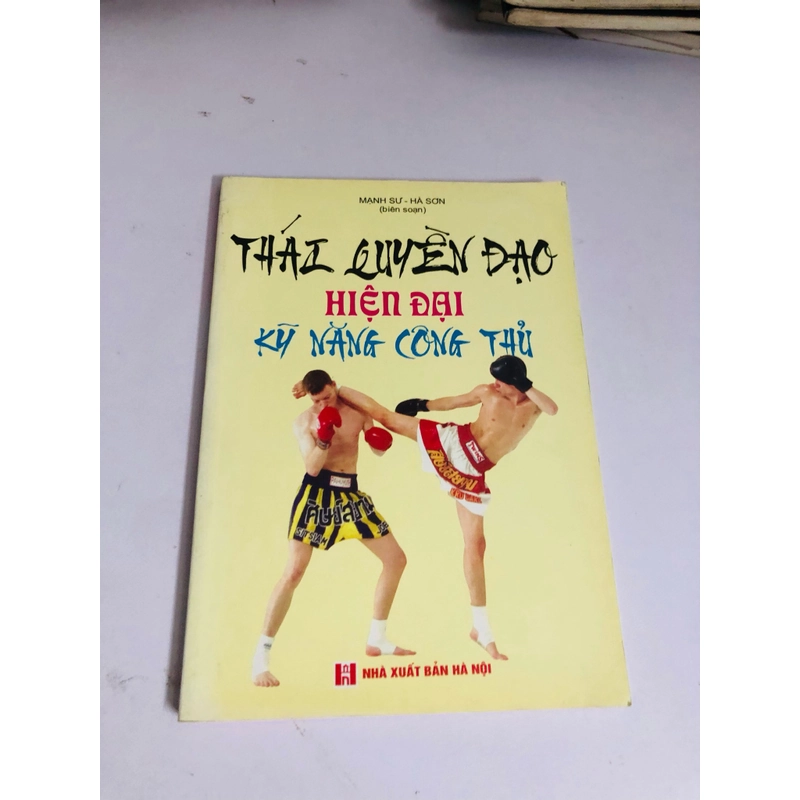 MẠNH SƯ - HÀ SƠN
(biên soạn)
THÁI QUYỀN ĐẠO
HIỆN ĐẠI
KỸ NĂNG CÔNG THỦ
NHÀ XUẤT BẢN HÀ NỘI